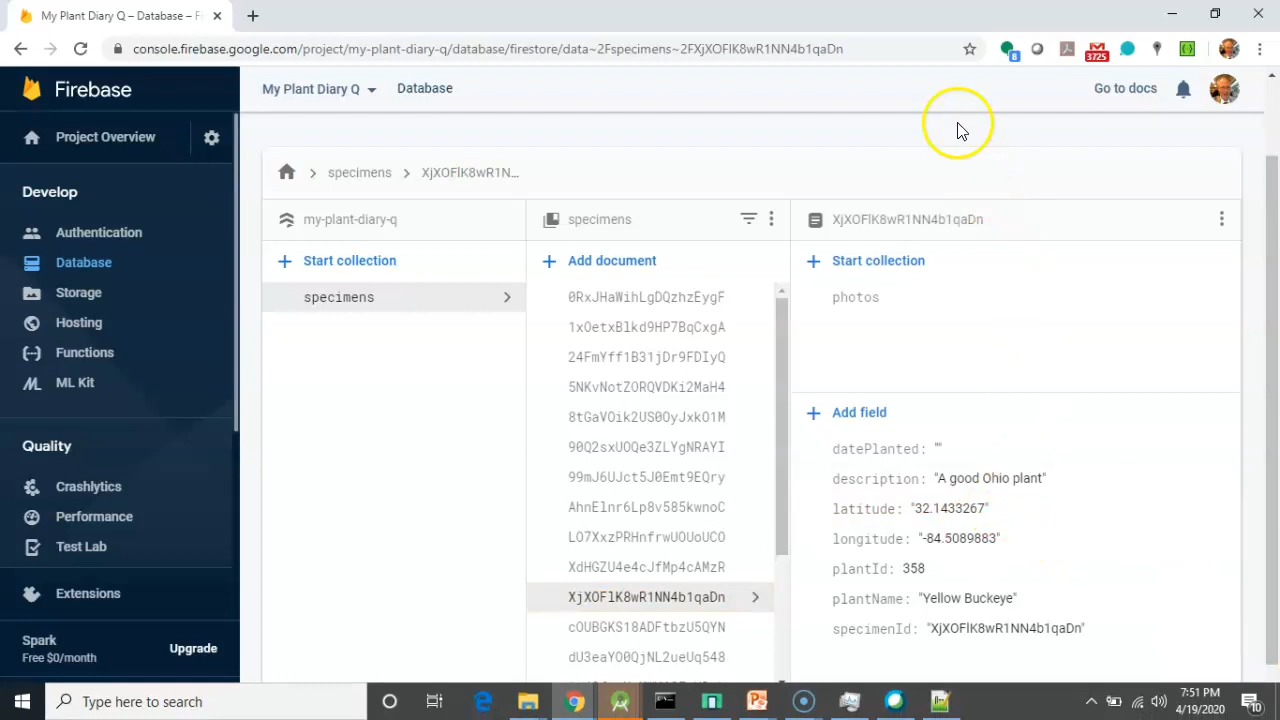 My Plant Diary Q – Database – Fi
console.firebase.google.com/project/my-plant-diary-q/database/firestore/data~2Fspecimens~2FXjXOFlK8wR1NN4b1qaDn
8
3725
Firebase
My Plant Diary Q
Database
Go to docs
Project Overview
specimens
XjXOFlK8wR1N...
Develop
my-plant-diary-q
specimens
XjXOFlK8wR1NN4b1qaDn
Authentication
Start collection
Add document
Start collection
Database
specimens
0RxJHaWihLgDQzhzEygF
photos
Storage
1xOetxBlkd9HP7BqCxgA
Hosting
24FmYff1B31jDr9FDIyQ
Functions
5NKvNotZORQVDKi2MaH4
ML Kit
8tGaVOik2US0OyJxkO1M
Add field
Quality
90Q2sxUOQe3ZLYgNRAYI
datePlanted: ""
Crashlytics
99mJ6UJct5J0Emt9EQry
description: "A good Ohio plant"
Performance
AhnElnr6Lp8v585kwnoC
latitude: "32.1433267"
Test Lab
LO7XxzPRHnfrwUOUoUCO
longitude: "-84.5089883"
XdHGZU4e4cJfMp4cAMzR
plantId: 358
Extensions
XjXOFlK8wR1NN4b1qaDn
plantName: "Yellow Buckeye"
cOUBGKS18ADFtbzU5QYN
specimenId: "XjXOFlK8wR1NN4b1qaDn"
Spark
Free $0/month
Upgrade
dU3eaYO0QjNL2ueUq548
Type here to search
7:51 PM
4/19/2020
10